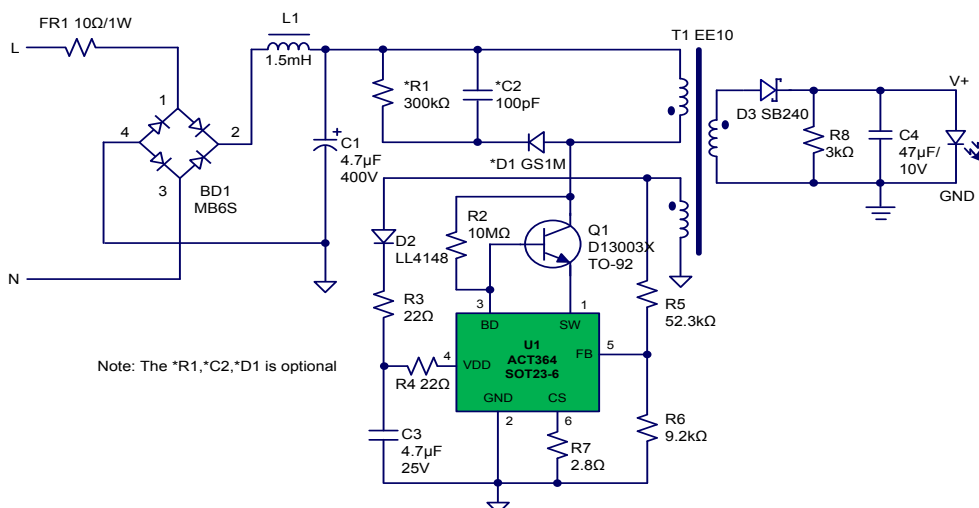 FR1 10Ω/1W
L
1
4
2
3
BD1
MB6S
N
L1
1.5mH
C1
4.7μF
400V
+
*R1
300kΩ
*C2
100pF
*D1 GS1M
T1 EE10
D3 SB240
R8
3kΩ
C4
47μF/
10V
V+
GND
D2
LL4148
R3
22Ω
R2
10MΩ
Q1
D13003X
TO-92
3
1
BD
SW
U1
ACT364
SOT23-6
FB
5
4
VDD
GND
CS
2
6
R4 22Ω
C3
4.7μF
25V
R7
2.8Ω
R5
52.3kΩ
R6
9.2kΩ
Note: The *R1,*C2,*D1 is optional